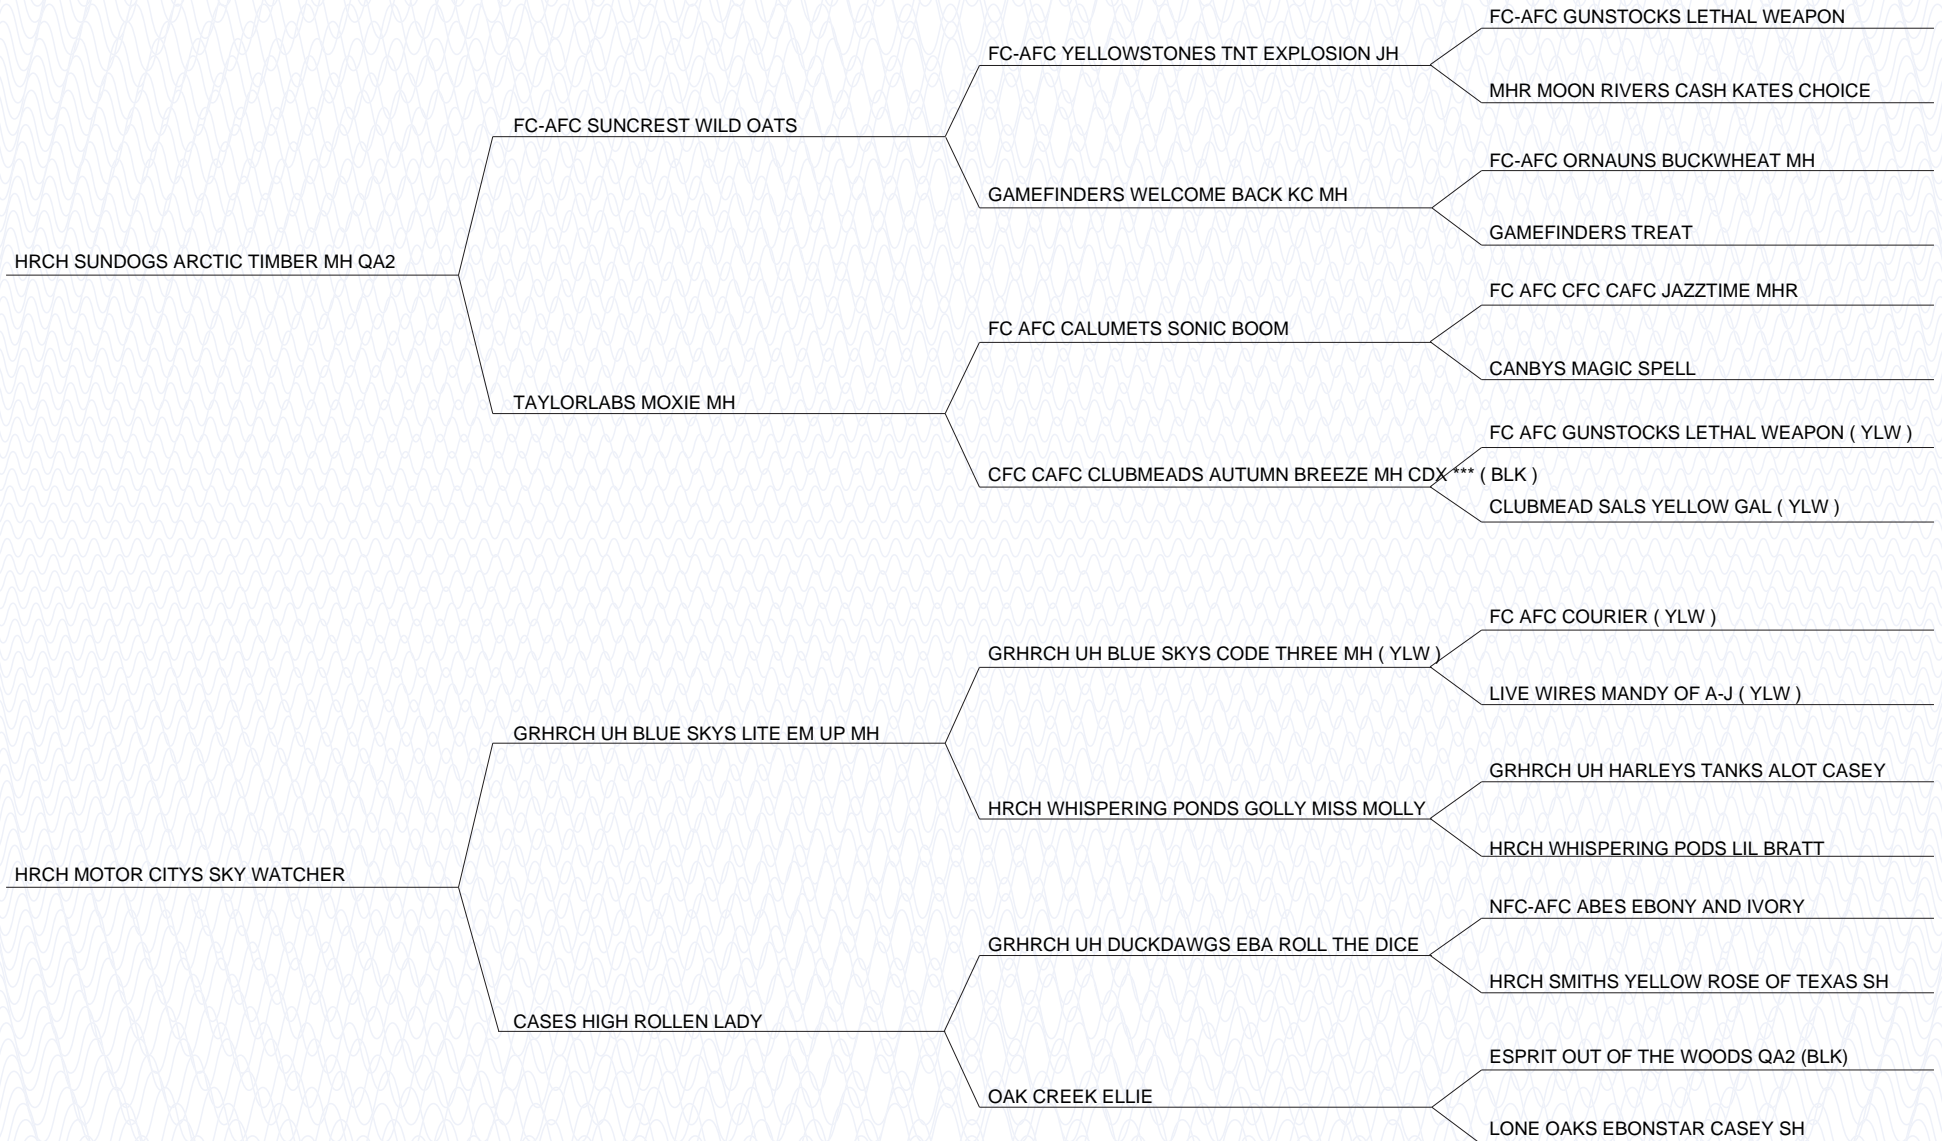 FC-AFC GUNSTOCKS LETHAL WEAPON
FC-AFC YELLOWSTONES TNT EXPLOSION JH
MHR MOON RIVERS CASH KATES CHOICE
FC-AFC SUNCREST WILD OATS
FC-AFC ORNAUNS BUCKWHEAT MH
GAMEFINDERS WELCOME BACK KC MH
GAMEFINDERS TREAT
HRCH SUNDOGS ARCTIC TIMBER MH QA2
FC AFC CFC CAFC JAZZTIME MHR
FC AFC CALUMETS SONIC BOOM
CANBYS MAGIC SPELL
TAYLORLABS MOXIE MH
FC AFC GUNSTOCKS LETHAL WEAPON ( YLW )
CFC CAFC CLUBMEADS AUTUMN BREEZE MH CDX *** ( BLK )
CLUBMEAD SALS YELLOW GAL ( YLW )
FC AFC COURIER ( YLW )
GRHRCH UH BLUE SKYS CODE THREE MH ( YLW )
LIVE WIRES MANDY OF A-J ( YLW )
GRHRCH UH BLUE SKYS LITE EM UP MH
GRHRCH UH HARLEYS TANKS ALOT CASEY
HRCH WHISPERING PONDS GOLLY MISS MOLLY
HRCH WHISPERING PODS LIL BRATT
HRCH MOTOR CITYS SKY WATCHER
NFC-AFC ABES EBONY AND IVORY
GRHRCH UH DUCKDAWGS EBA ROLL THE DICE
HRCH SMITHS YELLOW ROSE OF TEXAS SH
CASES HIGH ROLLEN LADY
ESPRIT OUT OF THE WOODS QA2 (BLK)
OAK CREEK ELLIE
LONE OAKS EBONSTAR CASEY SH